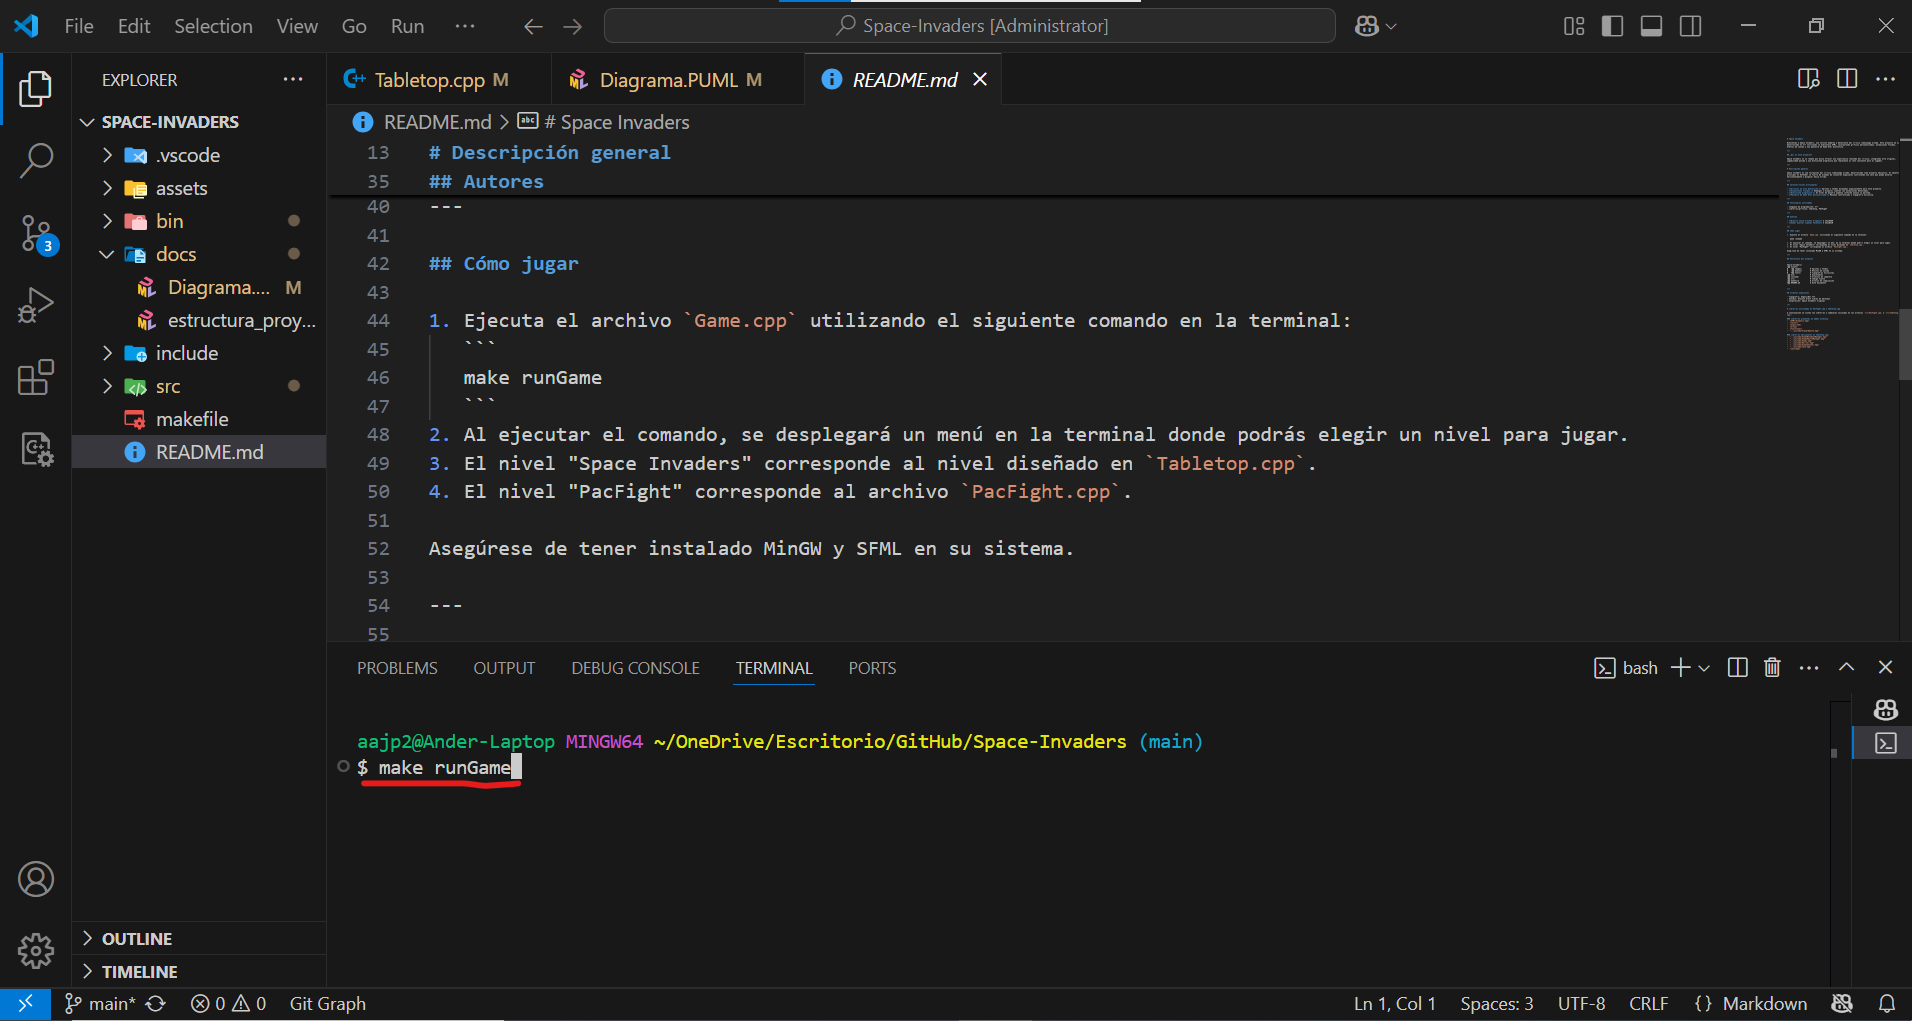 File Edit Selection View Go Run ··· Space-Invaders [Administrator]
EXPLORER ···
Tabletop.cpp M Diagrama.PUML M README.md
SPACE-INVADERS
.vscode
assets
bin
docs
Diagrama.... M
estructura_proy...
include
src
makefile
README.md
3
OUTLINE
TIMELINE
README.md > # Space Invaders
13 # Descripción general
35 ## Autores
40 ---
41
42 ## Cómo jugar
43
44 1. Ejecuta el archivo `Game.cpp` utilizando el siguiente comando en la terminal:
45 ```
46 make runGame
47 ```
48 2. Al ejecutar el comando, se desplegará un menú en la terminal donde podrás elegir un nivel para jugar.
49 3. El nivel "Space Invaders" corresponde al nivel diseñado en `Tabletop.cpp`.
50 4. El nivel "PacFight" corresponde al archivo `PacFight.cpp`.
51
52 Asegúrese de tener instalado MinGW y SFML en su sistema.
53
54 ---
55
PROBLEMS OUTPUT DEBUG CONSOLE TERMINAL PORTS bash
aajp2@Ander-Laptop MINGW64 ~/OneDrive/Escritorio/GitHub/Space-Invaders (main)
$ make runGame
main* 0 0 Git Graph Ln 1, Col 1 Spaces: 3 UTF-8 CRLF {} Markdown